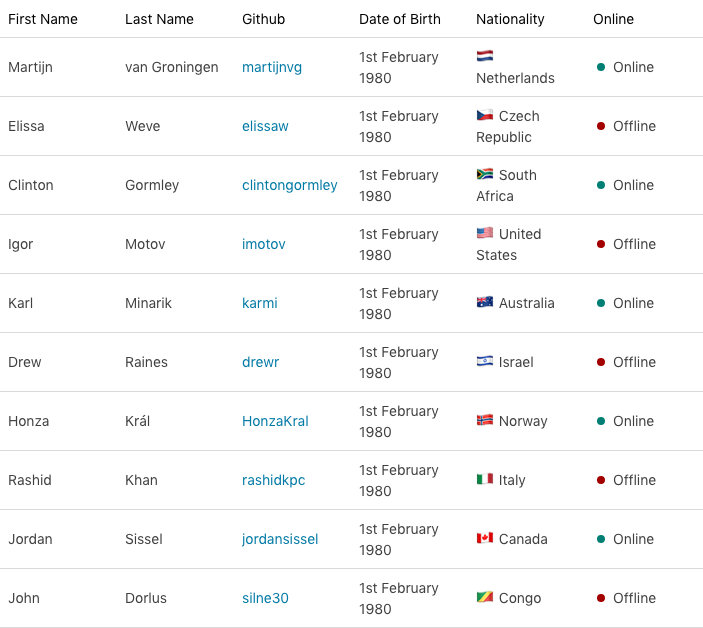 First Name Last Name Github Date of Birth Nationality Online
Martijn van Groningen martijnvg 1st February 1980 Netherlands Online
Elissa Weve elissaw 1st February 1980 Czech Republic Offline
Clinton Gormley clintongormley 1st February 1980 South Africa Online
Igor Motov imotov 1st February 1980 United States Offline
Karl Minarik karmi 1st February 1980 Australia Online
Drew Raines drewr 1st February 1980 Israel Offline
Honza Král HonzaKral 1st February 1980 Norway Online
Rashid Khan rashidkpc 1st February 1980 Italy Offline
Jordan Sissel jordansissel 1st February 1980 Canada Online
John Dorlus silne30 1st February 1980 Congo Offline